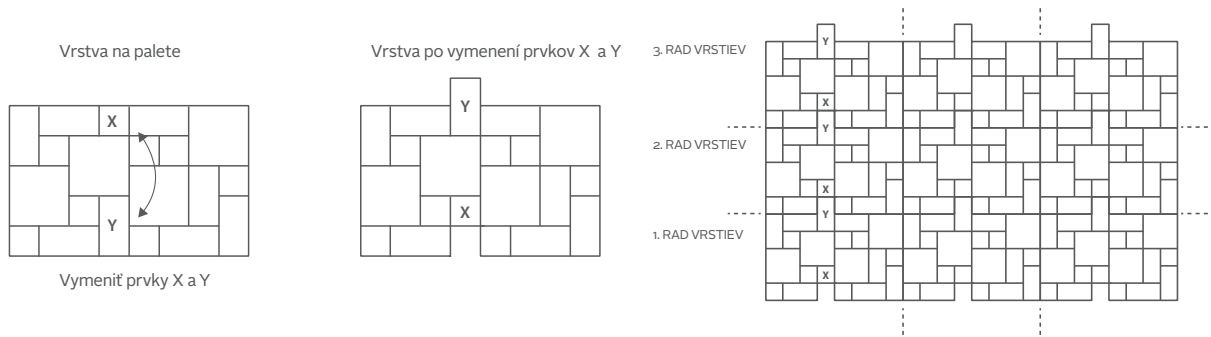 Vrstva na palete
X
Y
Vymeniť prvky X a Y
Vrstva po vymenení prvkov X a Y
Y
X
3. RAD VRSTIEV
Y
X
2. RAD VRSTIEV
Y
X
1. RAD VRSTIEV
Y
X